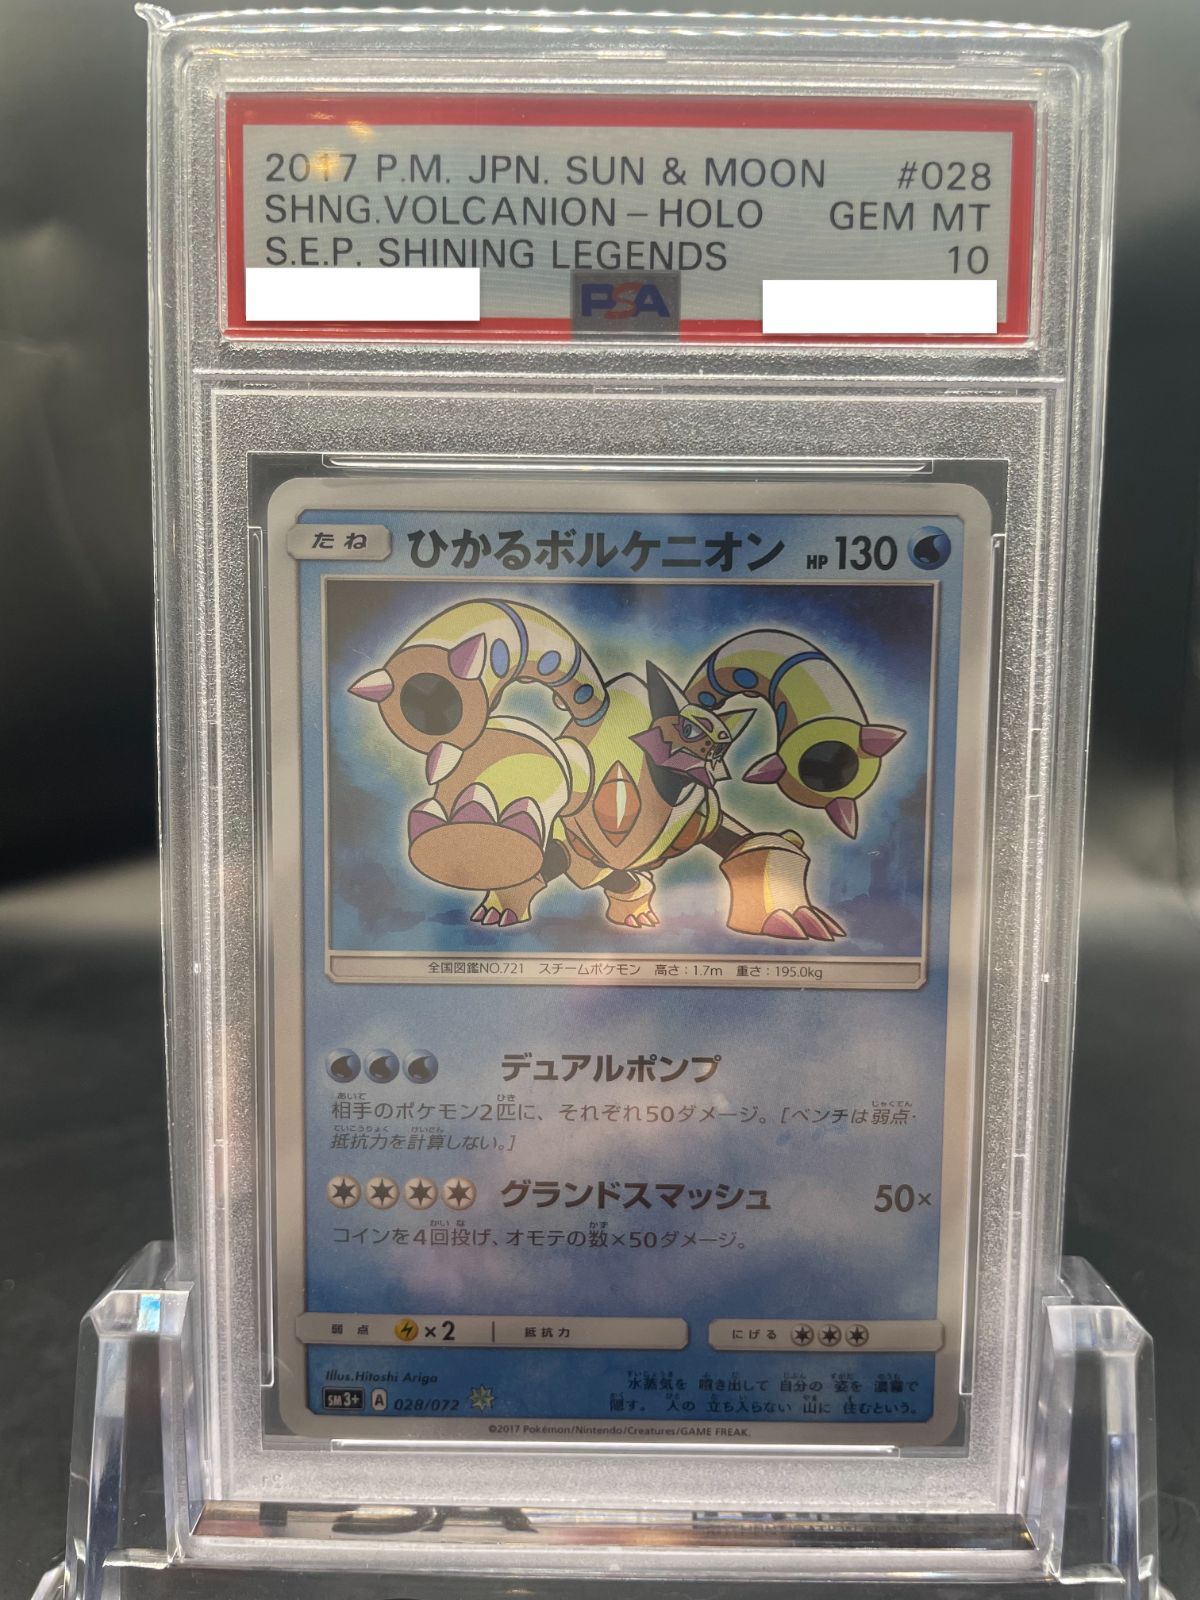 2017 P.M. JPN. SUN & MOON #028
SHNG.VOLCANION-HOLO GEM MT
S.E.P. SHINING LEGENDS 10
PSA
たね ひかるボルケニオン HP 130
全国図鑑NO.721 スチームポケモン 高さ:1.7m 重さ:195.0kg
デュアルポンプ
相手のポケモン2匹に、それぞれ50ダメージ。[ベンチは弱点・
抵抗力を計算しない。]
グランドスマッシュ 50×
コインを4回投げ、オモテの数×50ダメージ。
弱点 ×2 抵抗力 にげる
Illus.Hitoshi Ariga
水蒸気を 噴き出して 自分の 姿を 濃霧で
隠す。 人の 立ち入らない 山に 住むという。
SM3+ A 028/072
©2017 Pokémon/Nintendo/Creatures/GAME FREAK.